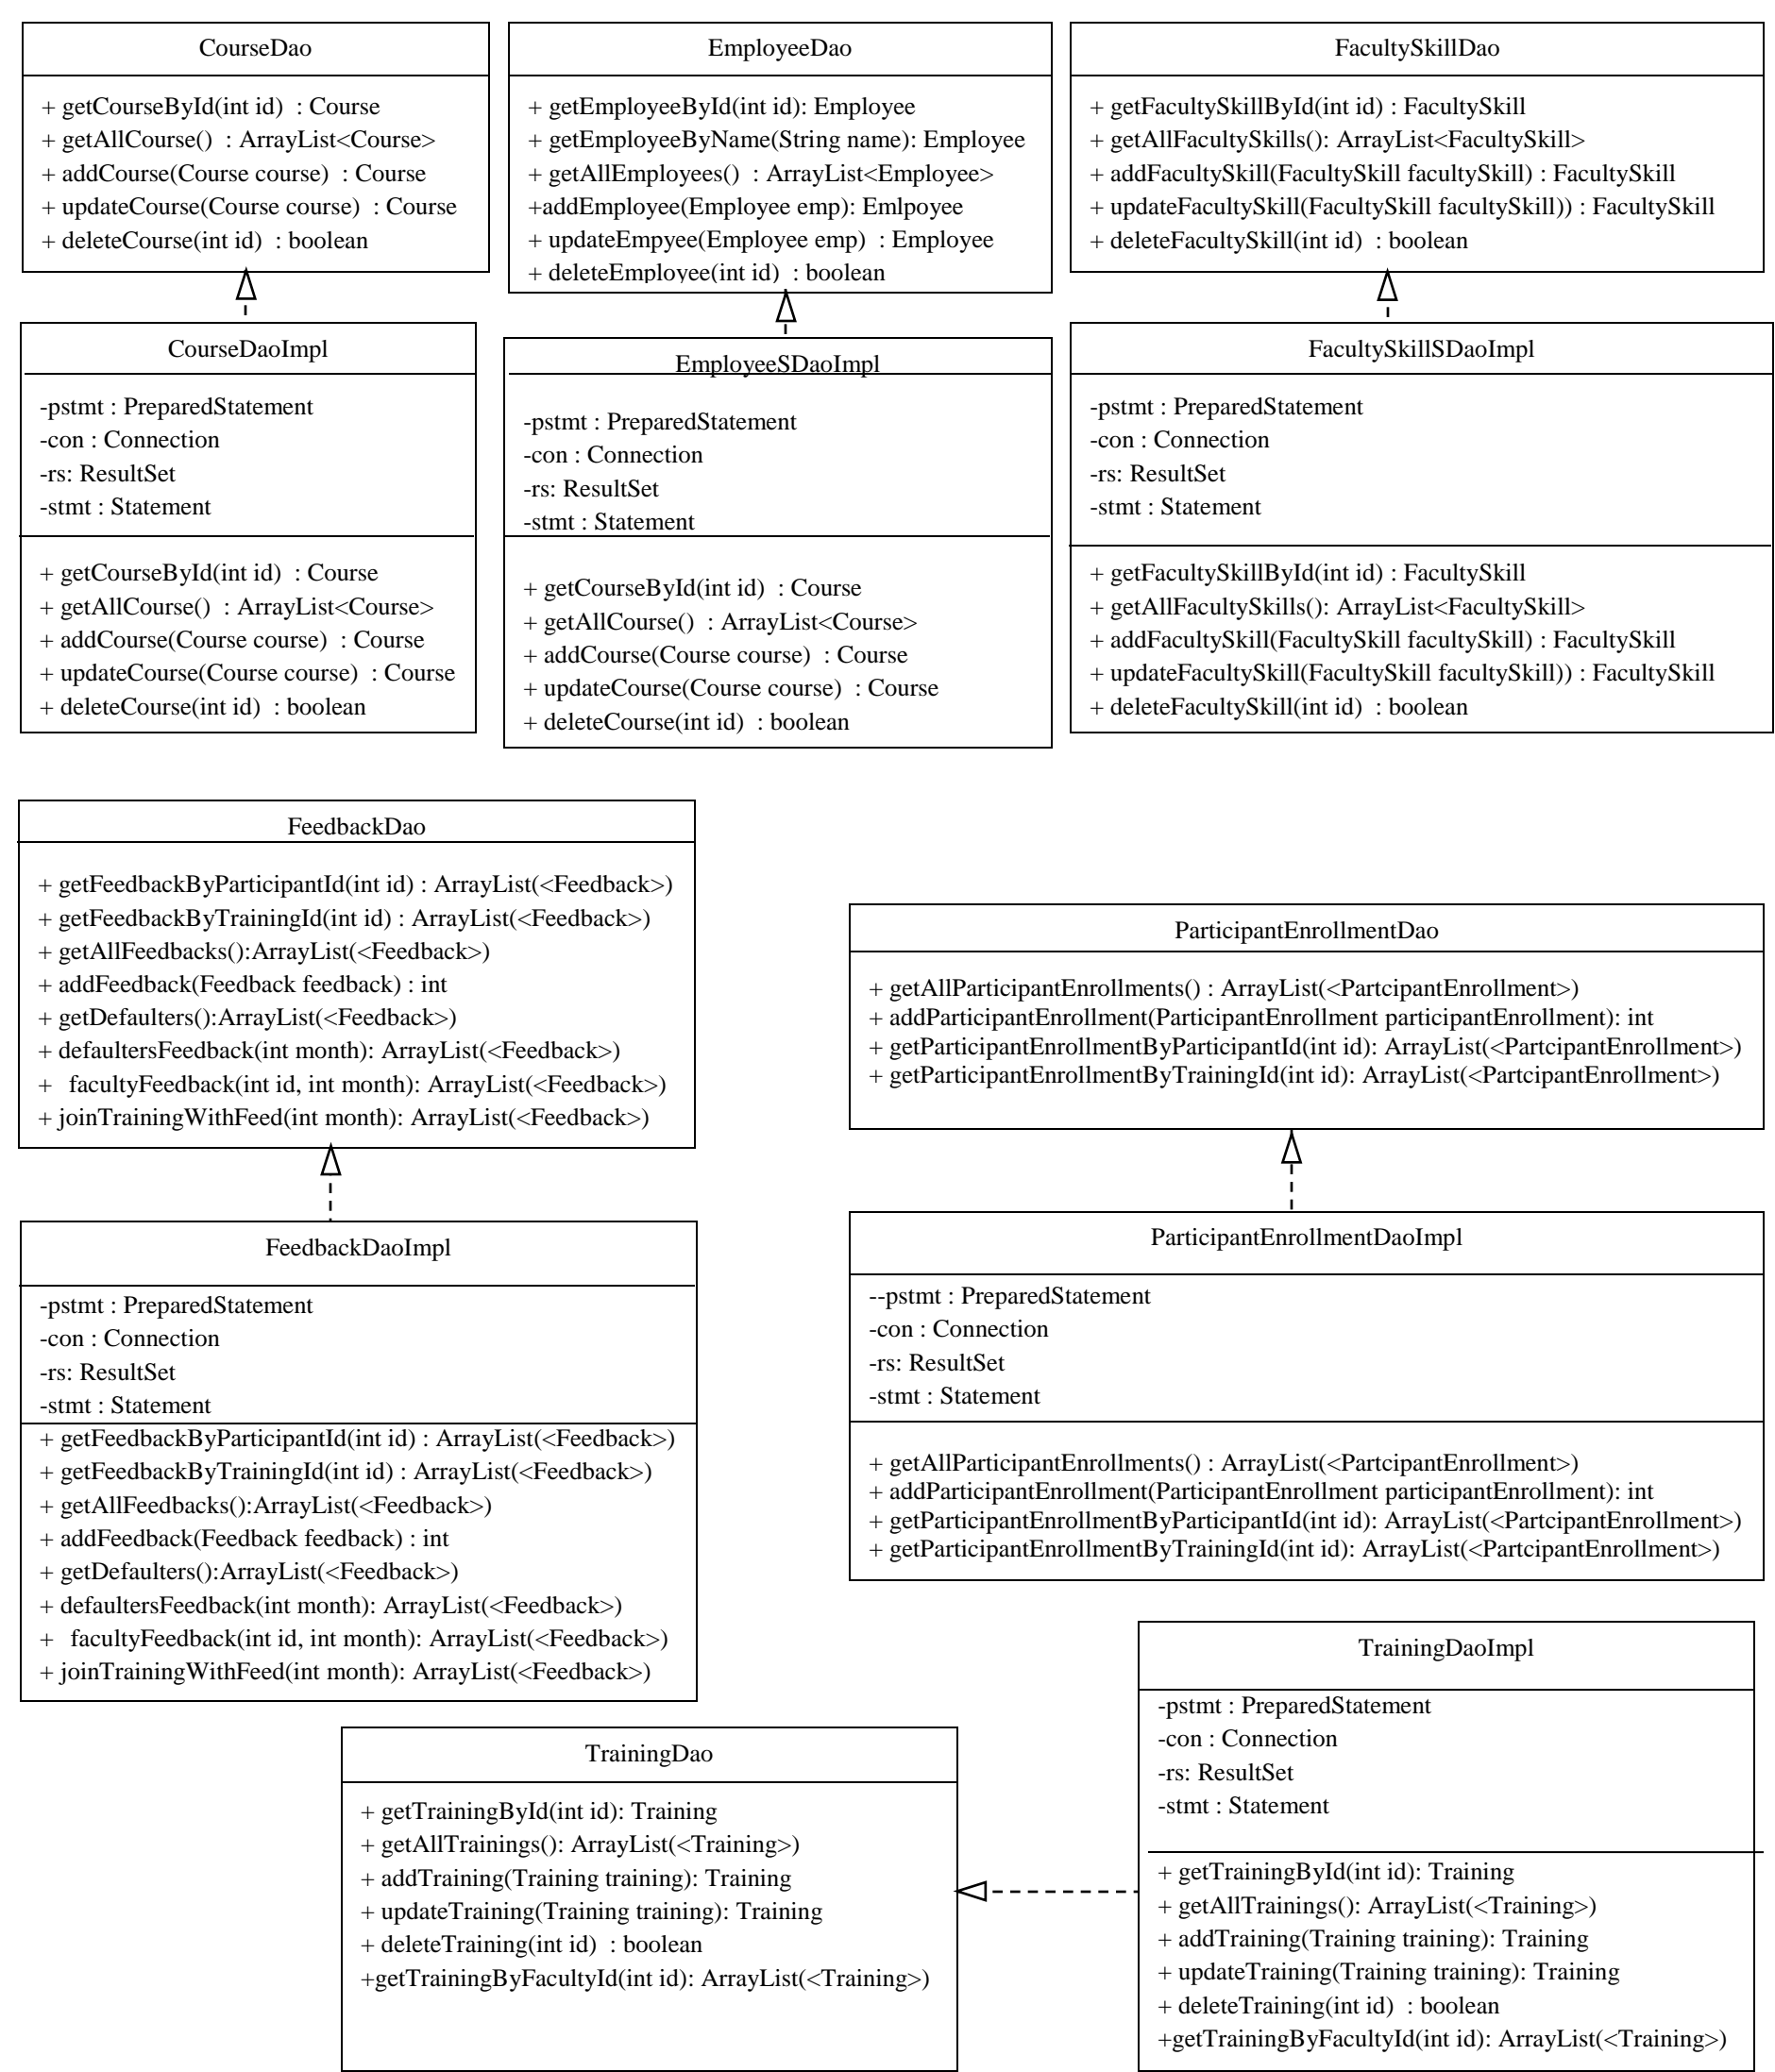 CourseDao
+ getCourseById(int id)  : Course
+ getAllCourse()  : ArrayList<Course>
+ addCourse(Course course)  : Course
+ updateCourse(Course course)  : Course
+ deleteCourse(int id)  : boolean
EmployeeDao
+ getEmployeeById(int id): Employee
+ getEmployeeByName(String name): Employee
+ getAllEmployees()  : ArrayList<Employee>
+addEmployee(Employee emp): Emlpoyee
+ updateEmpyee(Employee emp)  : Employee
+ deleteEmployee(int id)  : boolean
FacultySkillDao
+ getFacultySkillById(int id) : FacultySkill
+ getAllFacultySkills(): ArrayList<FacultySkill>
+ addFacultySkill(FacultySkill facultySkill) : FacultySkill
+ updateFacultySkill(FacultySkill facultySkill)) : FacultySkill
+ deleteFacultySkill(int id)  : boolean
CourseDaoImpl
-pstmt : PreparedStatement
-con : Connection
-rs: ResultSet
-stmt : Statement
+ getCourseById(int id)  : Course
+ getAllCourse()  : ArrayList<Course>
+ addCourse(Course course)  : Course
+ updateCourse(Course course)  : Course
+ deleteCourse(int id)  : boolean
EmployeeSDaoImpl
-pstmt : PreparedStatement
-con : Connection
-rs: ResultSet
-stmt : Statement
+ getCourseById(int id)  : Course
+ getAllCourse()  : ArrayList<Course>
+ addCourse(Course course)  : Course
+ updateCourse(Course course)  : Course
+ deleteCourse(int id)  : boolean
FacultySkillSDaoImpl
-pstmt : PreparedStatement
-con : Connection
-rs: ResultSet
-stmt : Statement
+ getFacultySkillById(int id) : FacultySkill
+ getAllFacultySkills(): ArrayList<FacultySkill>
+ addFacultySkill(FacultySkill facultySkill) : FacultySkill
+ updateFacultySkill(FacultySkill facultySkill)) : FacultySkill
+ deleteFacultySkill(int id)  : boolean
FeedbackDao
+ getFeedbackByParticipantId(int id) : ArrayList(<Feedback>)
+ getFeedbackByTrainingId(int id) : ArrayList(<Feedback>)
+ getAllFeedbacks():ArrayList(<Feedback>)
+ addFeedback(Feedback feedback) : int
+ getDefaulters():ArrayList(<Feedback>)
+ defaultersFeedback(int month): ArrayList(<Feedback>)
+  facultyFeedback(int id, int month): ArrayList(<Feedback>)
+ joinTrainingWithFeed(int month): ArrayList(<Feedback>)
ParticipantEnrollmentDao
+ getAllParticipantEnrollments() : ArrayList(<PartcipantEnrollment>)
+ addParticipantEnrollment(ParticipantEnrollment participantEnrollment): int
+ getParticipantEnrollmentByParticipantId(int id): ArrayList(<PartcipantEnrollment>)
+ getParticipantEnrollmentByTrainingId(int id): ArrayList(<PartcipantEnrollment>)
FeedbackDaoImpl
-pstmt : PreparedStatement
-con : Connection
-rs: ResultSet
-stmt : Statement
+ getFeedbackByParticipantId(int id) : ArrayList(<Feedback>)
+ getFeedbackByTrainingId(int id) : ArrayList(<Feedback>)
+ getAllFeedbacks():ArrayList(<Feedback>)
+ addFeedback(Feedback feedback) : int
+ getDefaulters():ArrayList(<Feedback>)
+ defaultersFeedback(int month): ArrayList(<Feedback>)
+  facultyFeedback(int id, int month): ArrayList(<Feedback>)
+ joinTrainingWithFeed(int month): ArrayList(<Feedback>)
ParticipantEnrollmentDaoImpl
--pstmt : PreparedStatement
-con : Connection
-rs: ResultSet
-stmt : Statement
+ getAllParticipantEnrollments() : ArrayList(<PartcipantEnrollment>)
+ addParticipantEnrollment(ParticipantEnrollment participantEnrollment): int
+ getParticipantEnrollmentByParticipantId(int id): ArrayList(<PartcipantEnrollment>)
+ getParticipantEnrollmentByTrainingId(int id): ArrayList(<PartcipantEnrollment>)
TrainingDao
+ getTrainingById(int id): Training
+ getAllTrainings(): ArrayList(<Training>)
+ addTraining(Training training): Training
+ updateTraining(Training training): Training
+ deleteTraining(int id)  : boolean
+getTrainingByFacultyId(int id): ArrayList(<Training>)
TrainingDaoImpl
-pstmt : PreparedStatement
-con : Connection
-rs: ResultSet
-stmt : Statement
+ getTrainingById(int id): Training
+ getAllTrainings(): ArrayList(<Training>)
+ addTraining(Training training): Training
+ updateTraining(Training training): Training
+ deleteTraining(int id)  : boolean
+getTrainingByFacultyId(int id): ArrayList(<Training>)